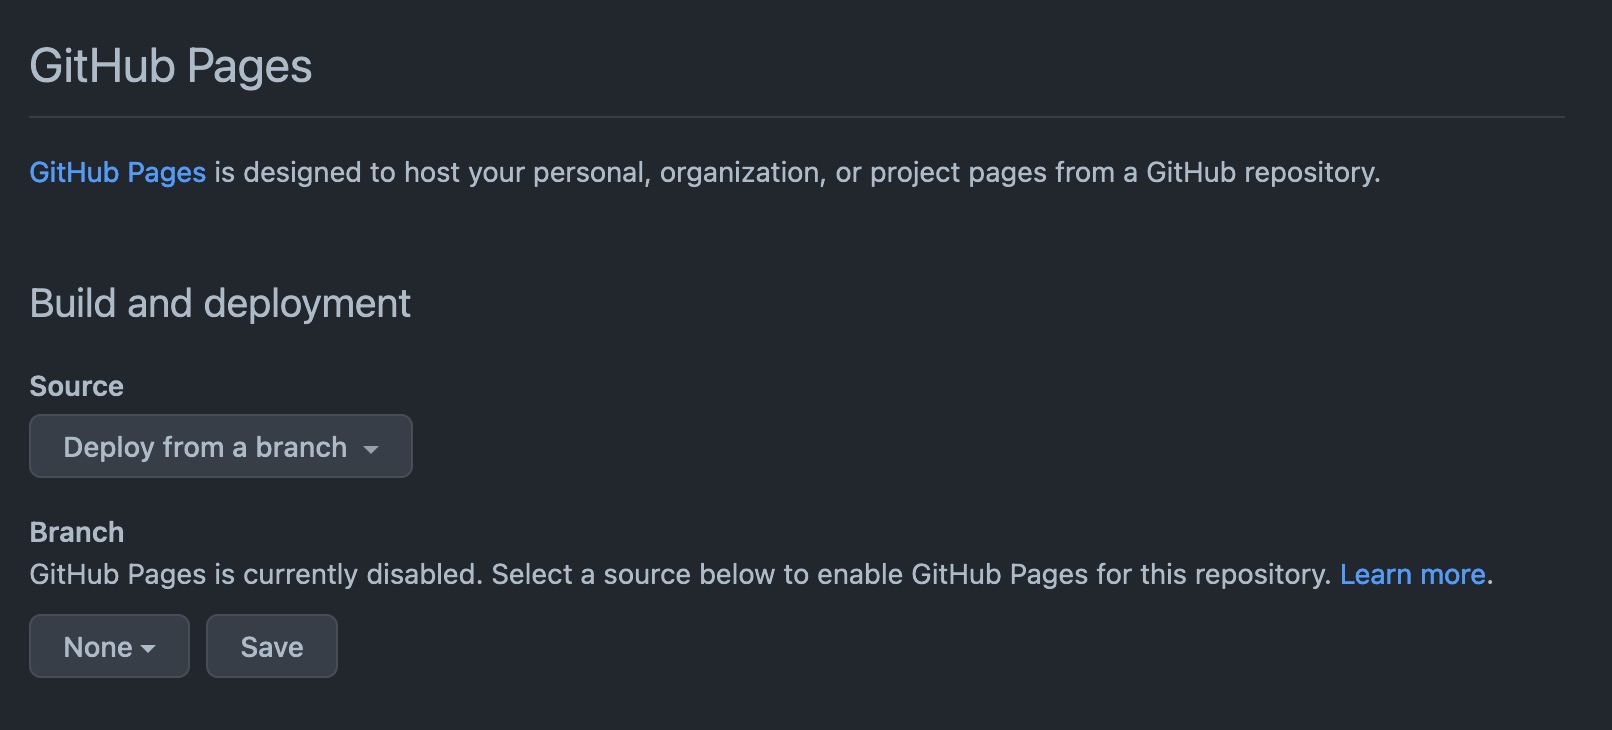 GitHub Pages
GitHub Pages is designed to host your personal, organization, or project pages from a GitHub repository.
Build and deployment
Source
Deploy from a branch
Branch
GitHub Pages is currently disabled. Select a source below to enable GitHub Pages for this repository. Learn more.
None Save